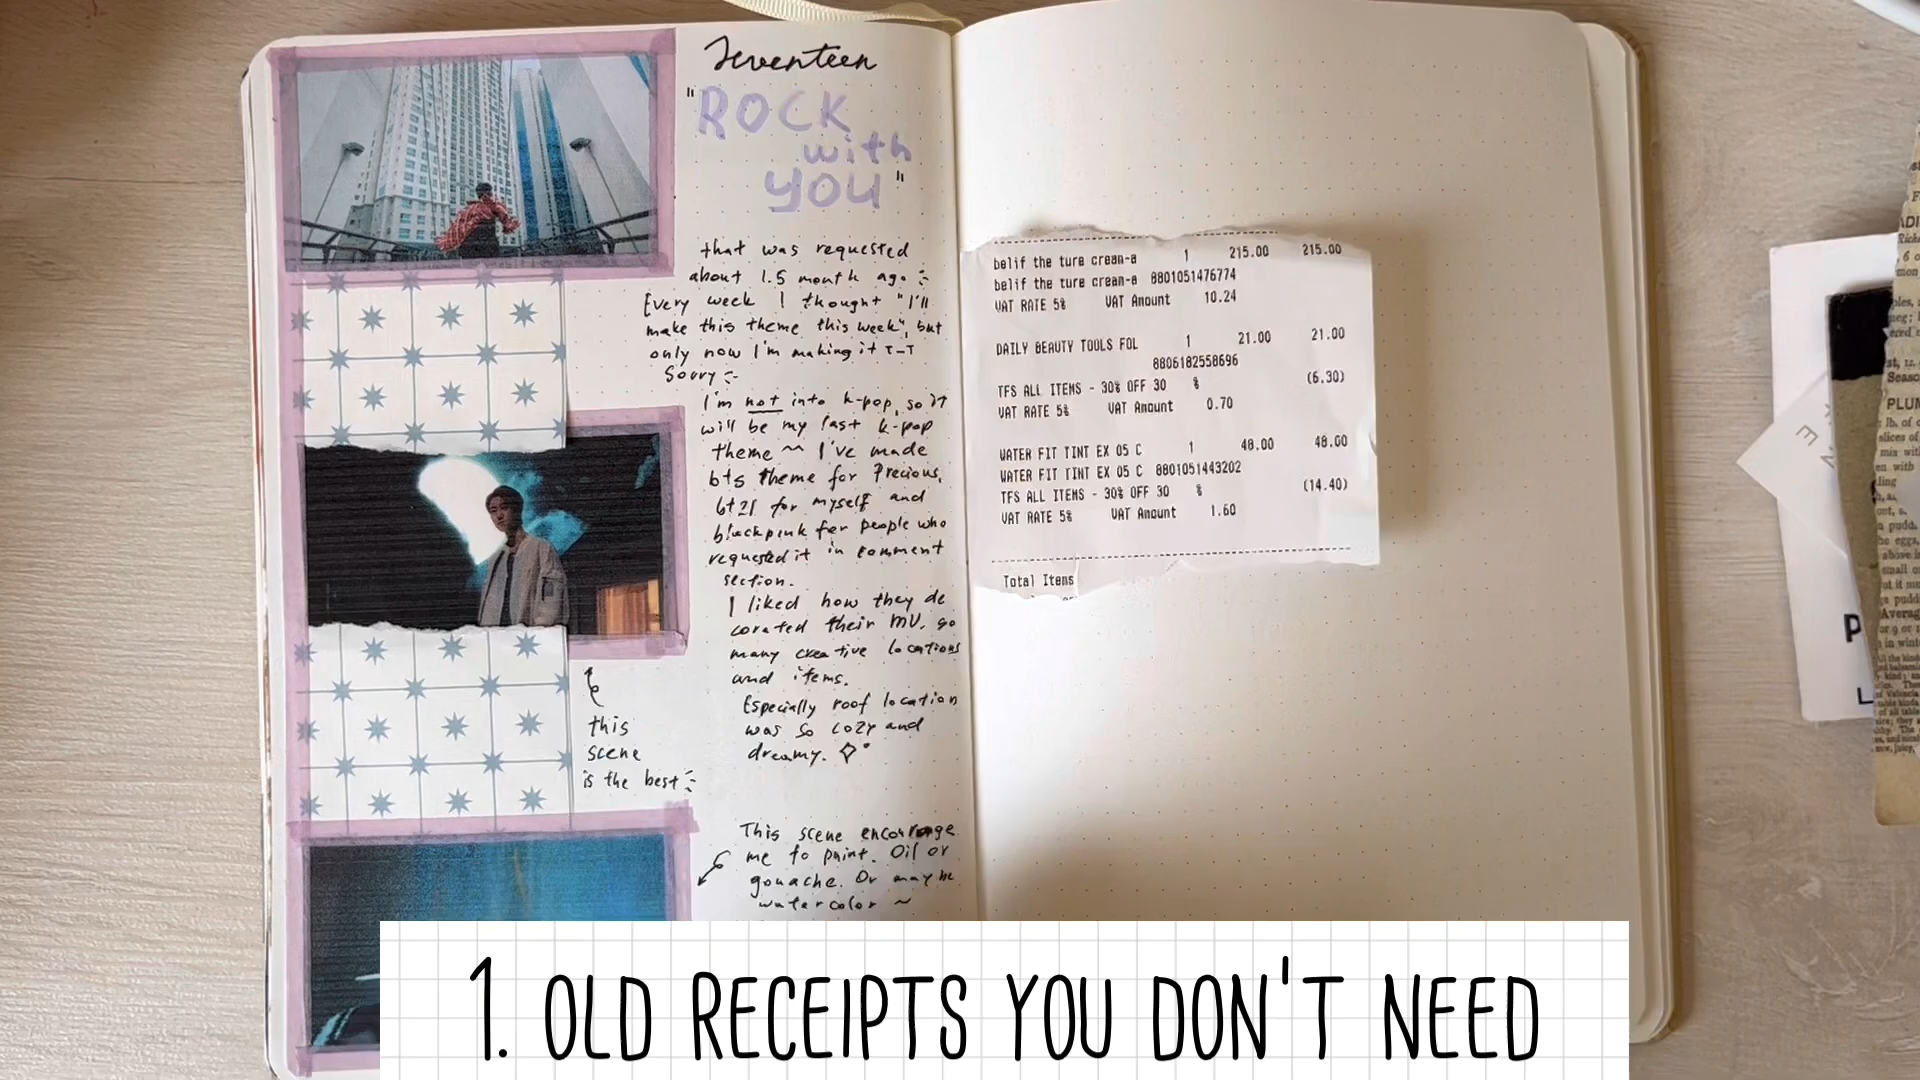 Seventeen
"ROCK
with
YOU"
that was requested
about 1.5 month ago :
Every week I thought "I'll
make this theme this week", but
only now I'm making it T-T
Sorry :
I'm not into k-pop, so it
will be my last k-pop
theme ~ I've made
bts theme for Precious,
bt21 for myself and
blackpink for people who
requested it in comment
section.
I liked how they de
corated their MV, so
many creative locations
and items.
Especially roof location
was so cozy and
dreamy.
this
scene
is the best
This scene encourage
me to paint. Oil or
gouache. Or maybe
watercolor ~
belif the ture crean-a 1 215.00 215.00
belif the ture crean-a 8801051476774
VAT RATE 5% VAT Amount 10.24
DAILY BEAUTY TOOLS FOL 1 21.00 21.00
8806182558696
TFS ALL ITEMS - 30% OFF 30 % (6.30)
VAT RATE 5% VAT Amount 0.70
WATER FIT TINT EX 05 C 1 48.00 48.00
WATER FIT TINT EX 05 C 8801051443202
TFS ALL ITEMS - 30% OFF 30 % (14.40)
VAT RATE 5% VAT Amount 1.60
Total Items
1. OLD RECEIPTS YOU DON'T NEED